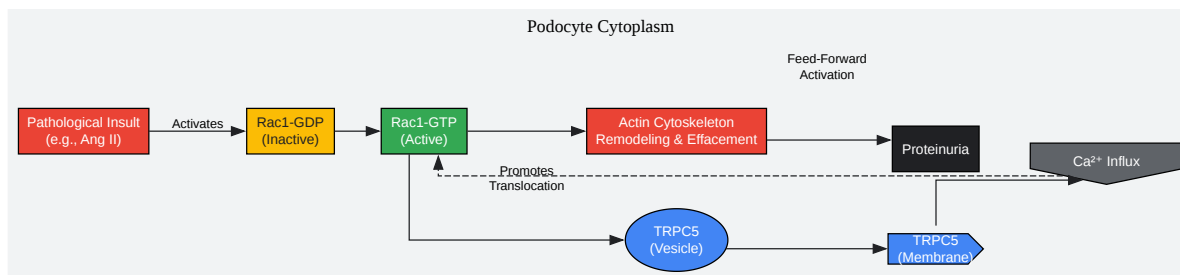 Podocyte Cytoplasm
Feed-Forward
Activation
Pathological Insult
(e.g., Ang II)
Activates
Rac1-GDP
(Inactive)
Rac1-GTP
(Active)
Actin Cytoskeleton
Remodeling & Effacement
Proteinuria
Ca²⁺ Influx
Promotes
Translocation
TRPC5
(Vesicle)
TRPC5
(Membrane)